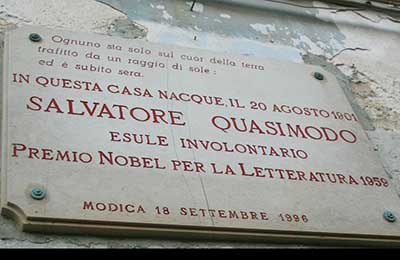 Ognuno sta solo sul cuor della terra
trafitto da un raggio di sole:
ed è subito sera.
IN QUESTA CASA NACQUE, IL 20 AGOSTO 1901
SALVATORE QUASIMODO
ESULE INVOLONTARIO
PREMIO NOBEL PER LA LETTERATURA 1959
MODICA 18 SETTEMBRE 1996